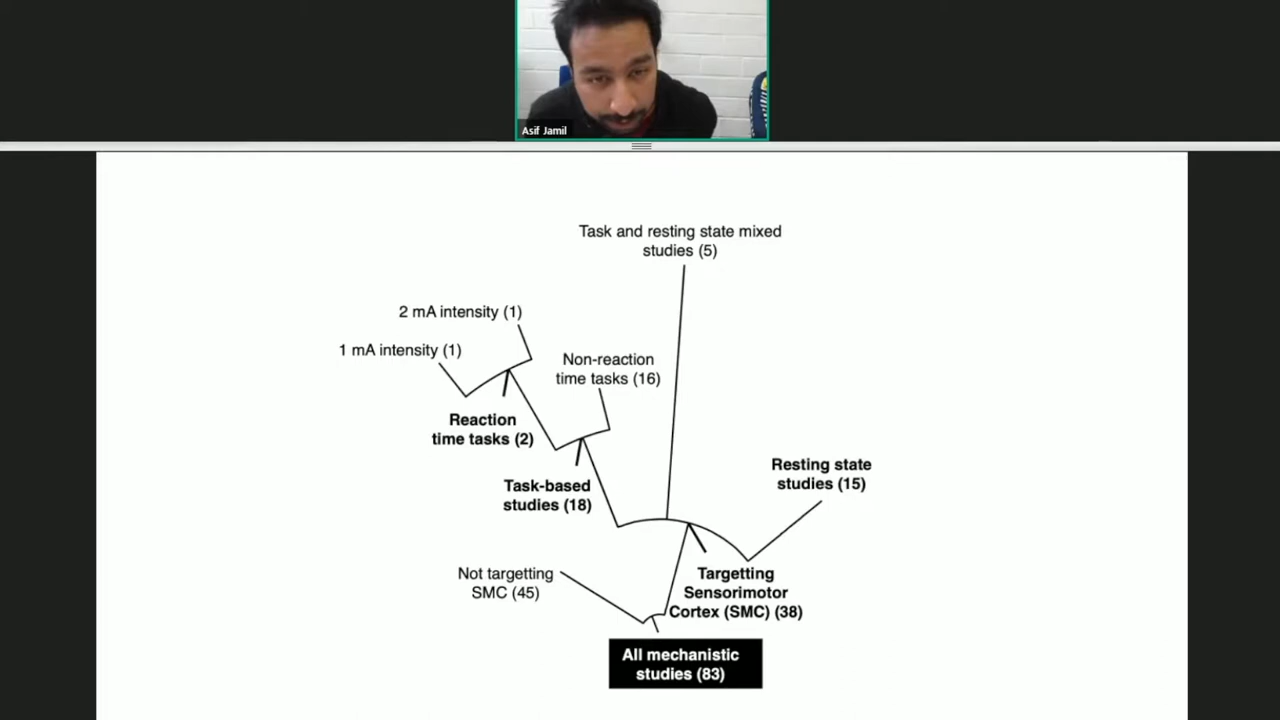 Asif Jamil
Task and resting state mixed
studies (5)
2 mA intensity (1)
1 mA intensity (1)
Non-reaction
time tasks (16)
Reaction
time tasks (2)
Resting state
studies (15)
Task-based
studies (18)
Not targetting
SMC (45)
Targetting
Sensorimotor
Cortex (SMC) (38)
All mechanistic
studies (83)